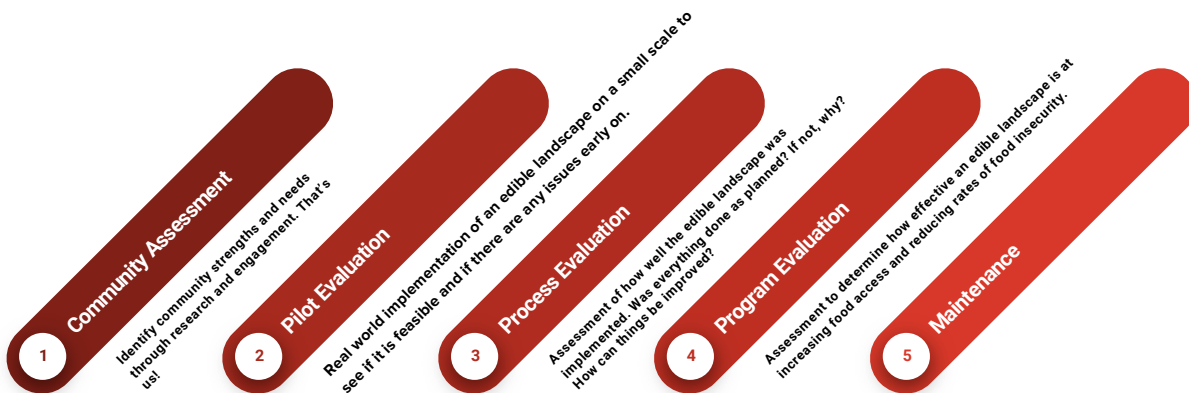 1
Community Assessment
Identify community strengths and needs
through research and engagement. That's
us!
2
Pilot Evaluation
Real world implementation of an edible landscape on a small scale to
see if it is feasible and if there are any issues early on.
3
Process Evaluation
Assessment of how well the edible landscape was
implemented. Was everything done as planned? If not, why?
How can things be improved?
4
Program Evaluation
Assessment to determine how effective an edible landscape is at
increasing food access and reducing rates of food insecurity.
5
Maintenance